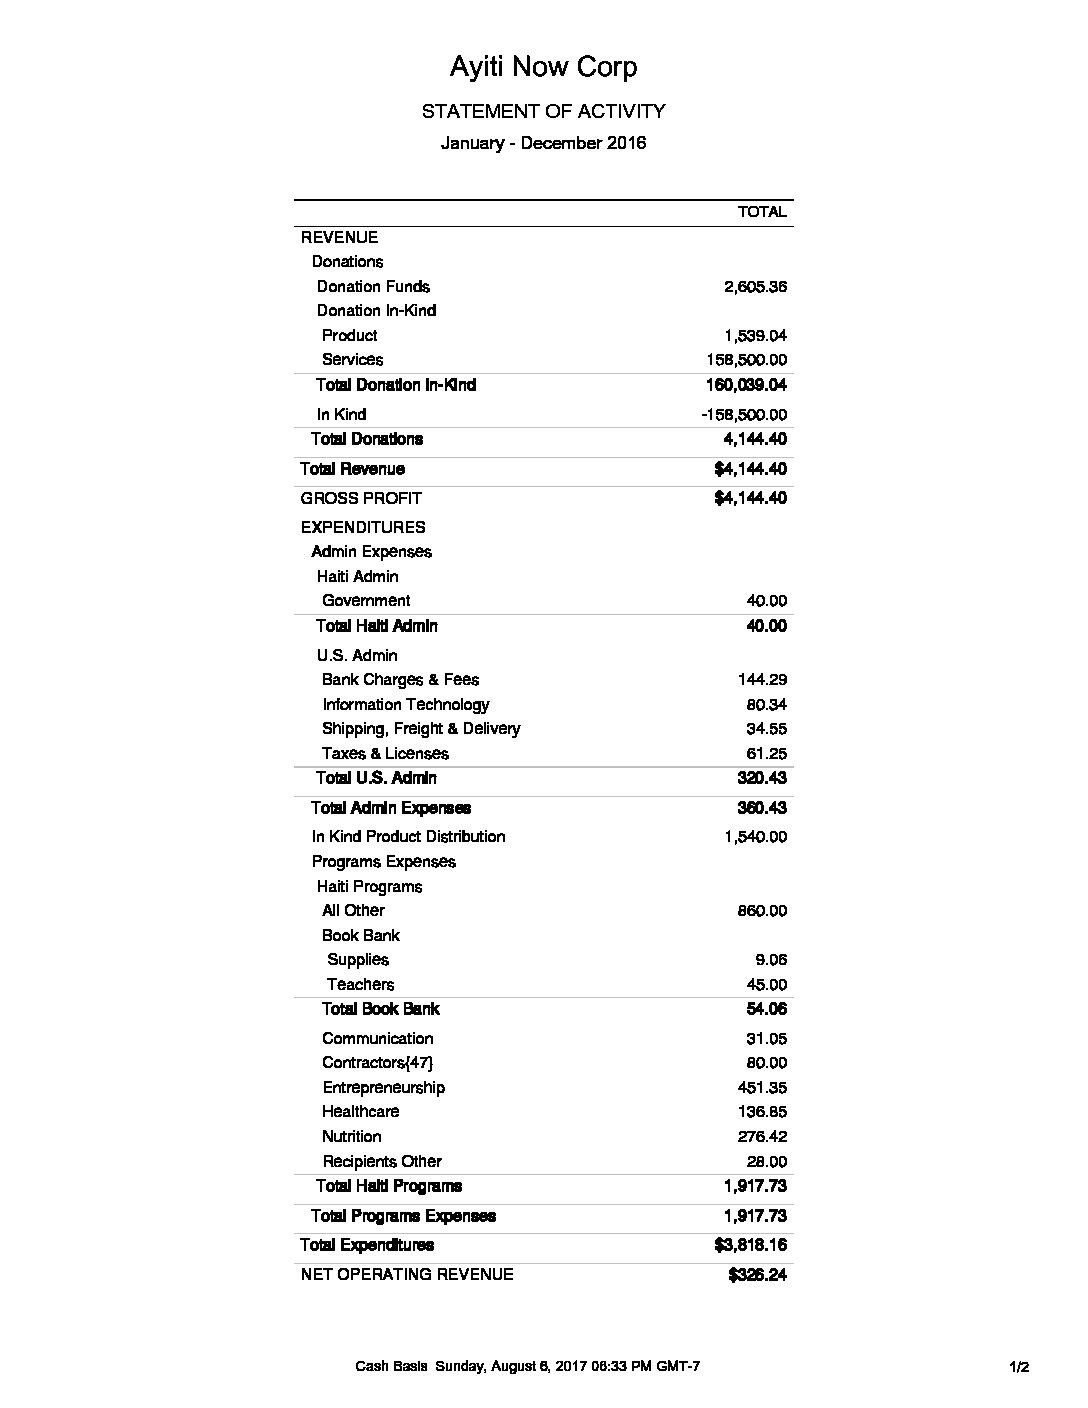 Ayiti Now Corp
STATEMENT OF ACTIVITY
January - December 2016
TOTAL
REVENUE
Donations
Donation Funds 2,605.36
Donation In-Kind
Product 1,539.04
Services 158,500.00
Total Donation In-Kind 160,039.04
In Kind -158,500.00
Total Donations 4,144.40
Total Revenue $4,144.40
GROSS PROFIT $4,144.40
EXPENDITURES
Admin Expenses
Haiti Admin
Government 40.00
Total Haiti Admin 40.00
U.S. Admin
Bank Charges & Fees 144.29
Information Technology 80.34
Shipping, Freight & Delivery 34.55
Taxes & Licenses 61.25
Total U.S. Admin 320.43
Total Admin Expenses 360.43
In Kind Product Distribution 1,540.00
Programs Expenses
Haiti Programs
All Other 860.00
Book Bank
Supplies 9.06
Teachers 45.00
Total Book Bank 54.06
Communication 31.05
Contractors{47} 80.00
Entrepreneurship 451.35
Healthcare 136.85
Nutrition 276.42
Recipients Other 28.00
Total Haiti Programs 1,917.73
Total Programs Expenses 1,917.73
Total Expenditures $3,818.16
NET OPERATING REVENUE $326.24
Cash Basis Sunday, August 6, 2017 06:33 PM GMT-7 1/2